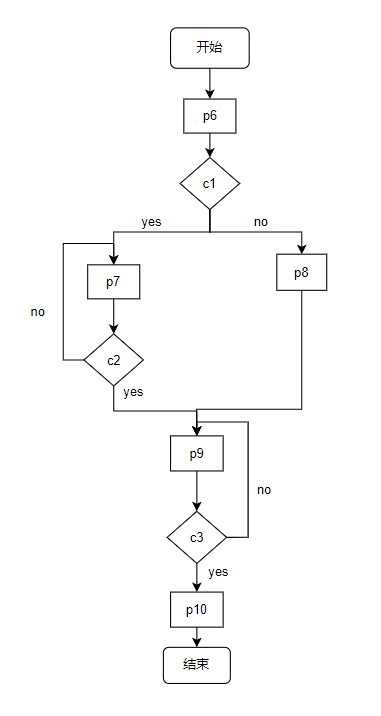 开始
p6
c1
yes
no
p7
p8
no
c2
yes
p9
no
c3
yes
p10
结束